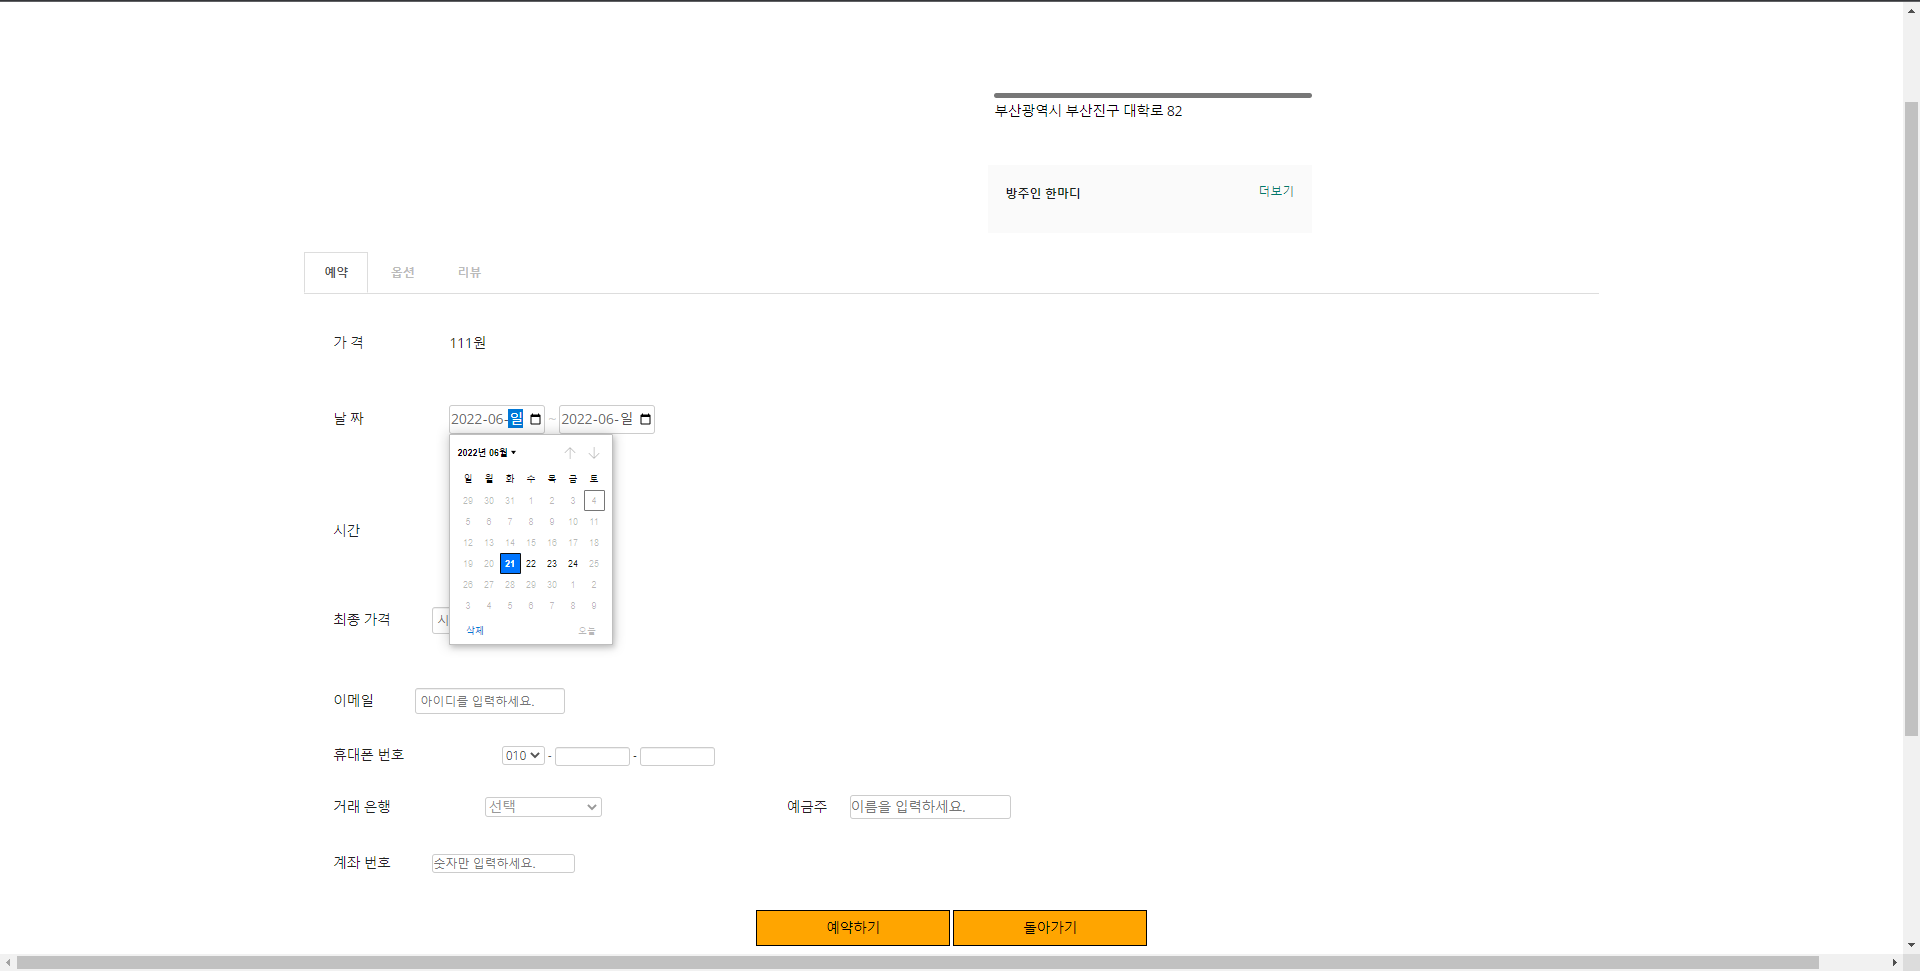 부산광역시 부산진구 대학로 82
방주인 한마디 더보기
예약 옵션 리뷰
가 격 111원
날 짜 2022-06-일 ~ 2022-06-일
2022년 06월
일 월 화 수 목 금 토
29 30 31 1 2 3 4
5 6 7 8 9 10 11
12 13 14 15 16 17 18
19 20 21 22 23 24 25
26 27 28 29 30 1 2
3 4 5 6 7 8 9
삭제 오늘
시간
최종 가격 시
이메일 아이디를 입력하세요.
휴대폰 번호 010 - -
거래 은행 선택 예금주 이름을 입력하세요.
계좌 번호 숫자만 입력하세요.
예약하기 돌아가기